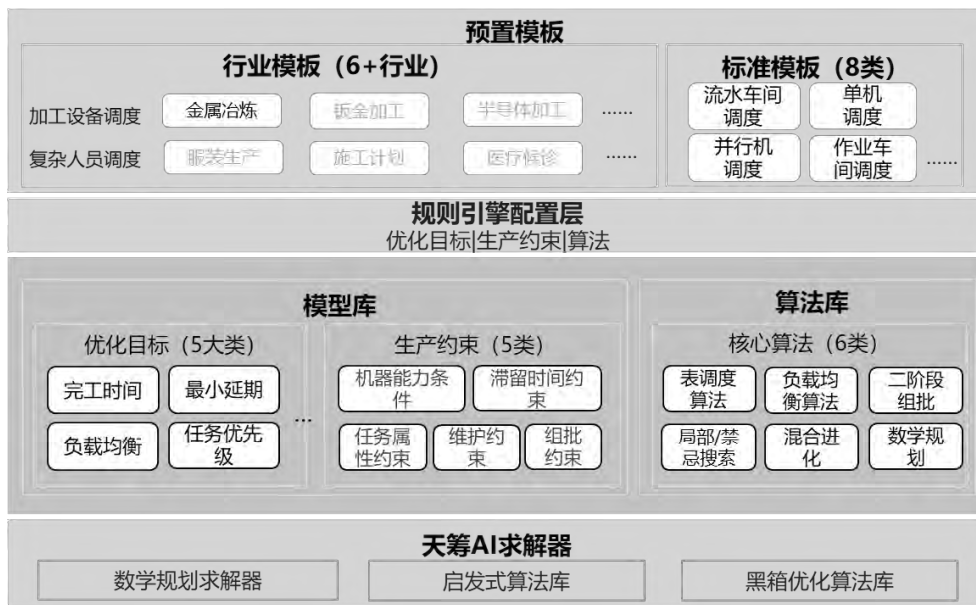 预置模板
行业模板（6+行业）
标准模板（8类）
加工设备调度
金属冶炼
钣金加工
半导体加工
……
流水车间
调度
单机
调度
复杂人员调度
服装生产
施工计划
医疗候诊
……
并行机
调度
作业车
间调度
……
规则引擎配置层
优化目标|生产约束|算法
模型库
算法库
优化目标（5大类）
完工时间
最小延期
负载均衡
任务优先
级
…
生产约束（5类）
机器能力条
件
滞留时间约
束
任务属
性约束
维护约
束
组批
约束
核心算法（6类）
表调度
算法
负载均
衡算法
二阶段
组批
局部/禁
忌搜索
混合进
化
数学规
划
天筹AI求解器
数学规划求解器
启发式算法库
黑箱优化算法库